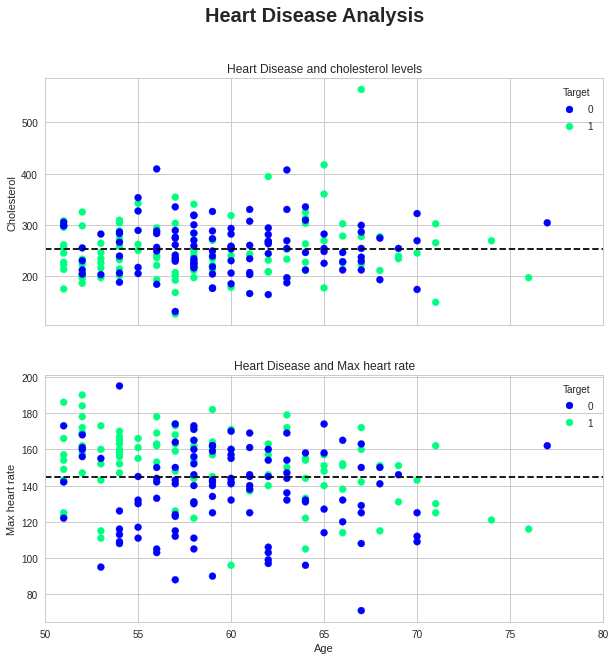 Heart Disease Analysis
Heart Disease and cholesterol levels
Target
0
1
500
400
300
200
Cholesterol
Heart Disease and Max heart rate
Target
0
1
200
180
160
140
120
100
80
Max heart rate
50 55 60 65 70 75 80
Age